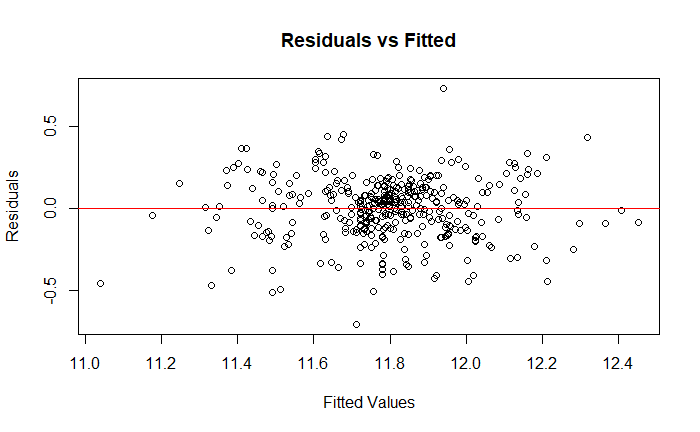 Residuals vs Fitted
Residuals
0.5
0.0
-0.5
11.0 11.2 11.4 11.6 11.8 12.0 12.2 12.4
Fitted Values